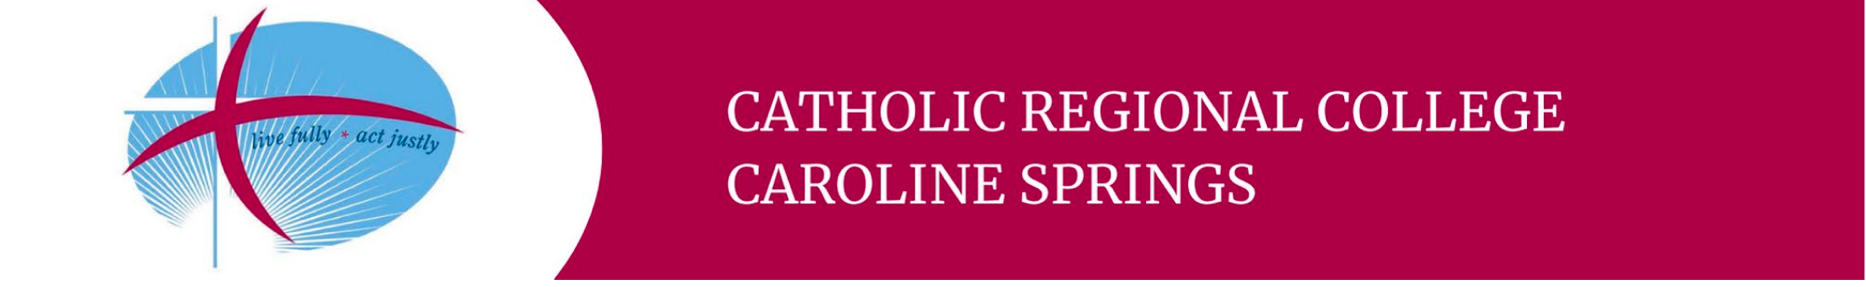 live fully * act justly
CATHOLIC REGIONAL COLLEGE
CAROLINE SPRINGS